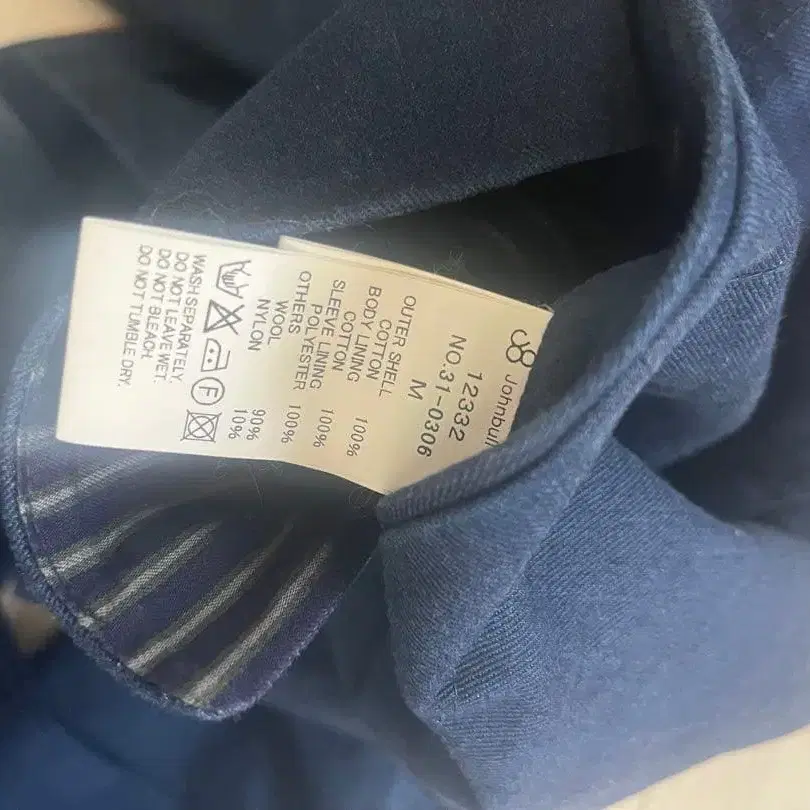 Johnbull
12332
NO.31-0306
M
OUTER SHELL
COTTON 100%
BODY LINING
COTTON 100%
SLEEVE LINING
POLYESTER 100%
OTHERS
WOOL 90%
NYLON 10%
F
WASH SEPARATELY.
DO NOT LEAVE WET.
DO NOT BLEACH.
DO NOT TUMBLE DRY.